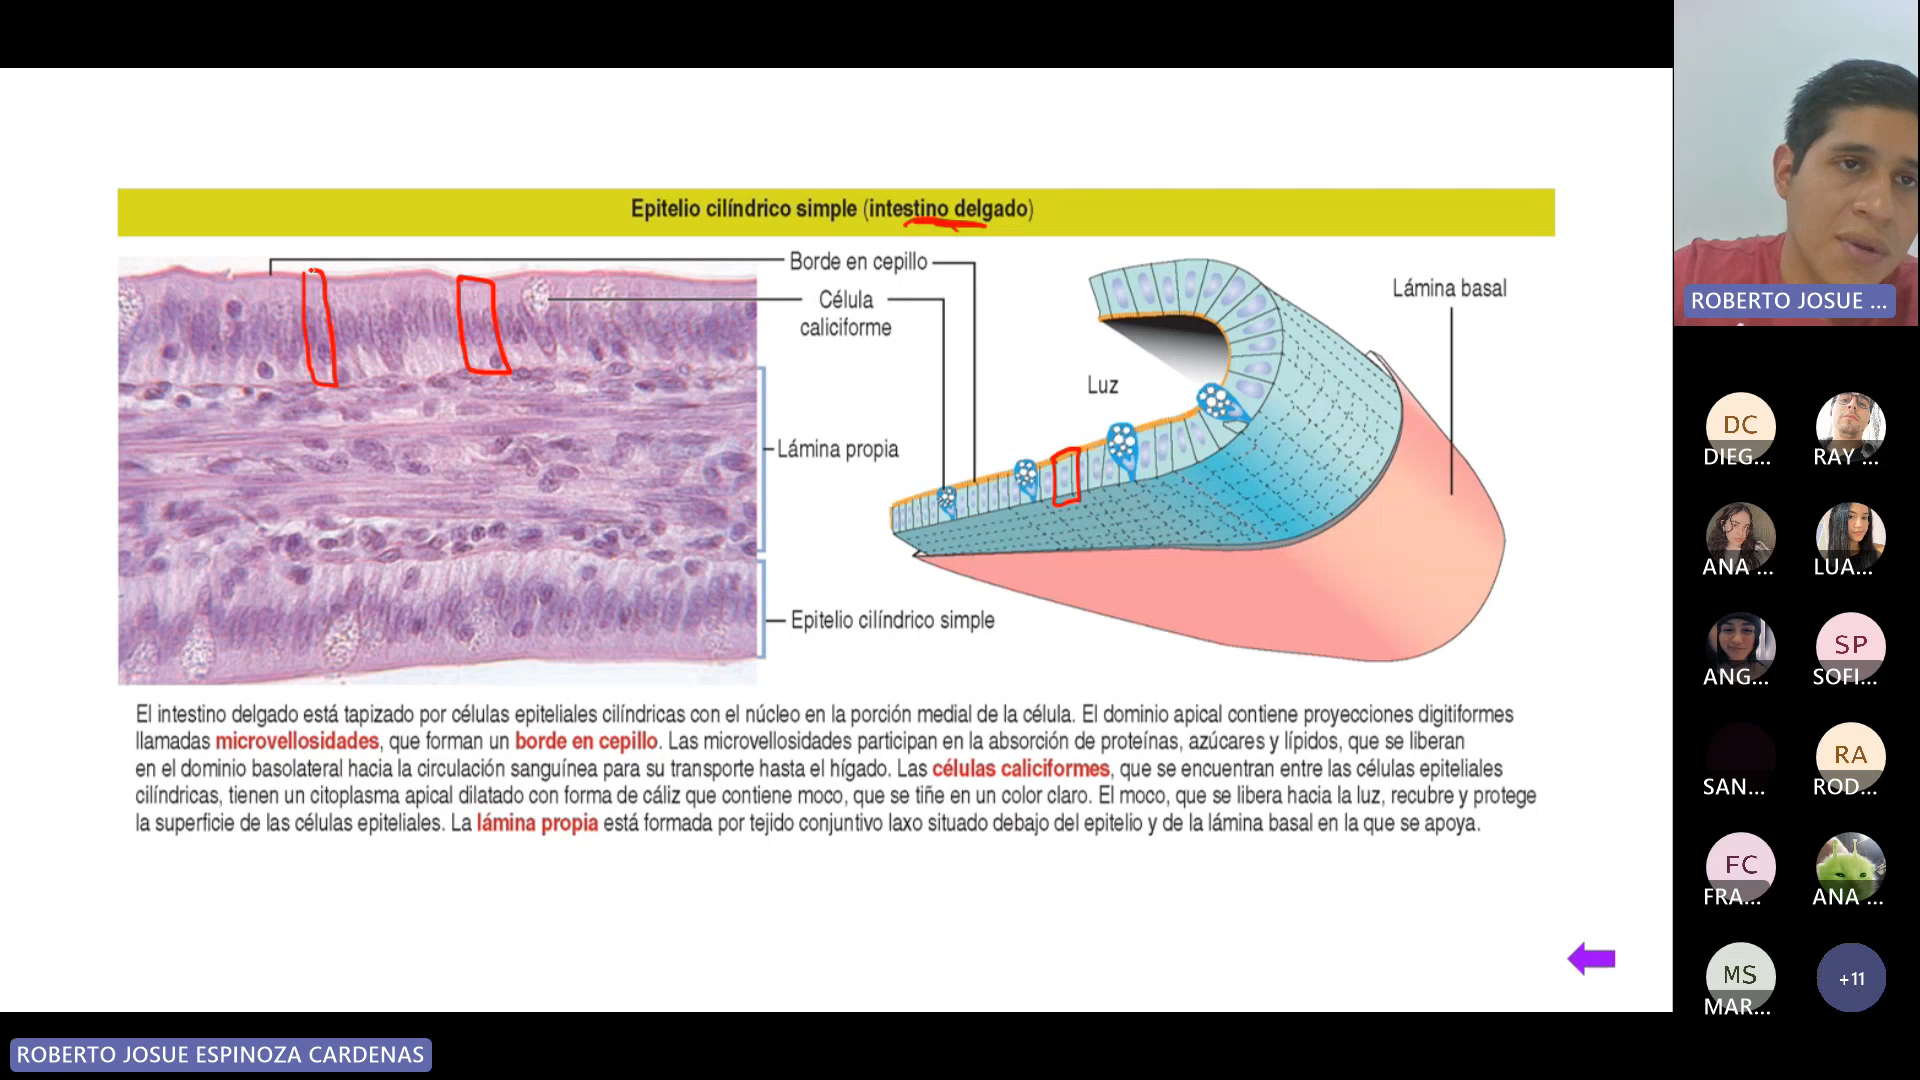 Epitelio cilíndrico simple (intestino delgado)
Borde en cepillo
Célula
caliciforme
Lámina basal
Luz
Lámina propia
Epitelio cilíndrico simple
El intestino delgado está tapizado por células epiteliales cilíndricas con el núcleo en la porción medial de la célula. El dominio apical contiene proyecciones digitiformes
llamadas microvellosidades, que forman un borde en cepillo. Las microvellosidades participan en la absorción de proteínas, azúcares y lípidos, que se liberan
en el dominio basolateral hacia la circulación sanguínea para su transporte hasta el hígado. Las células caliciformes, que se encuentran entre las células epiteliales
cilíndricas, tienen un citoplasma apical dilatado con forma de cáliz que contiene moco, que se tiñe en un color claro. El moco, que se libera hacia la luz, recubre y protege
la superficie de las células epiteliales. La lámina propia está formada por tejido conjuntivo laxo situado debajo del epitelio y de la lámina basal en la que se apoya.
ROBERTO JOSUE ESPINOZA CARDENAS
ROBERTO JOSUE ...
DC
DIEG...
RAY ...
ANA ...
LUA...
ANG...
SP
SOFI...
SAN...
RA
ROD...
FC
FRA...
ANA ...
MS
MAR...
+11